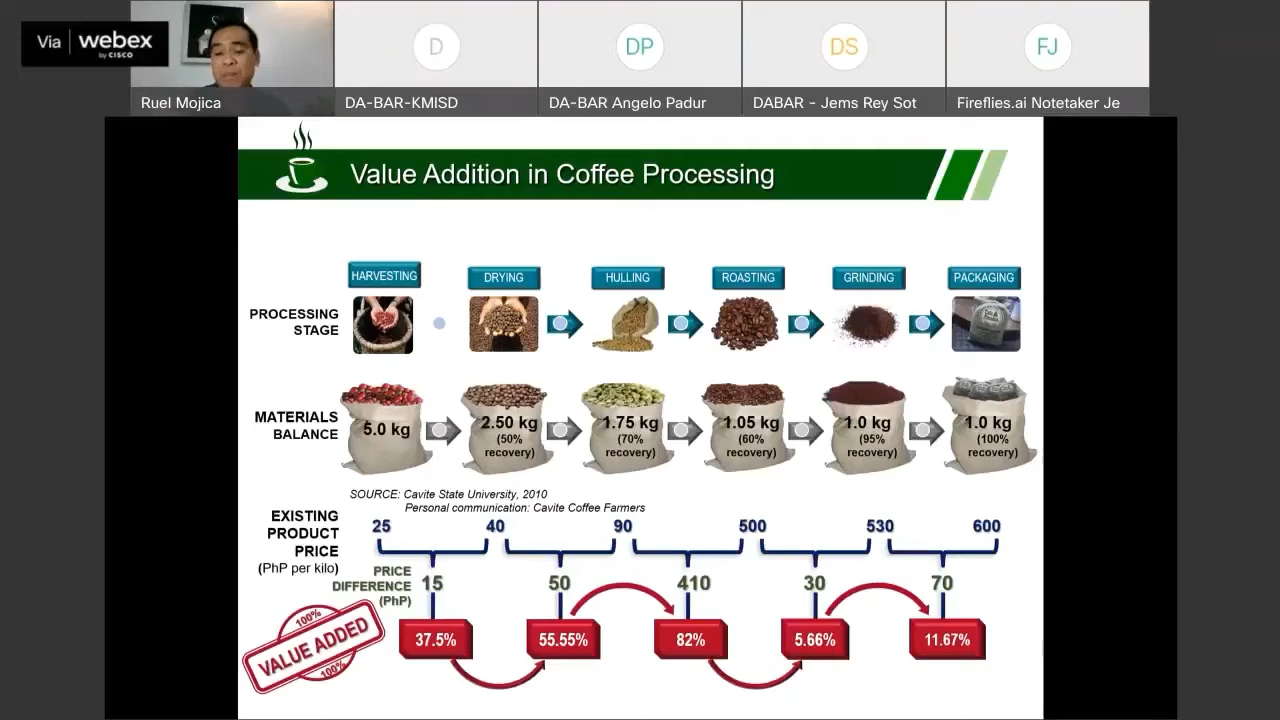 Via webex
by CISCO
Ruel Mojica
DA-BAR-KMISD
DA-BAR Angelo Padur
DABAR - Jems Rey Sot
Fireflies.ai Notetaker Je
D
DP
DS
FJ
Value Addition in Coffee Processing
HARVESTING
DRYING
HULLING
ROASTING
GRINDING
PACKAGING
PROCESSING
STAGE
MATERIALS
BALANCE
5.0 kg
2.50 kg
(50%
recovery)
1.75 kg
(70%
recovery)
1.05 kg
(60%
recovery)
1.0 kg
(95%
recovery)
1.0 kg
(100%
recovery)
SOURCE: Cavite State University, 2010
Personal communication: Cavite Coffee Farmers
EXISTING
PRODUCT
PRICE
(PhP per kilo)
25
40
90
500
530
600
PRICE
DIFFERENCE
(PhP)
15
50
410
30
70
100%
VALUE ADDED
100%
37.5%
55.55%
82%
5.66%
11.67%